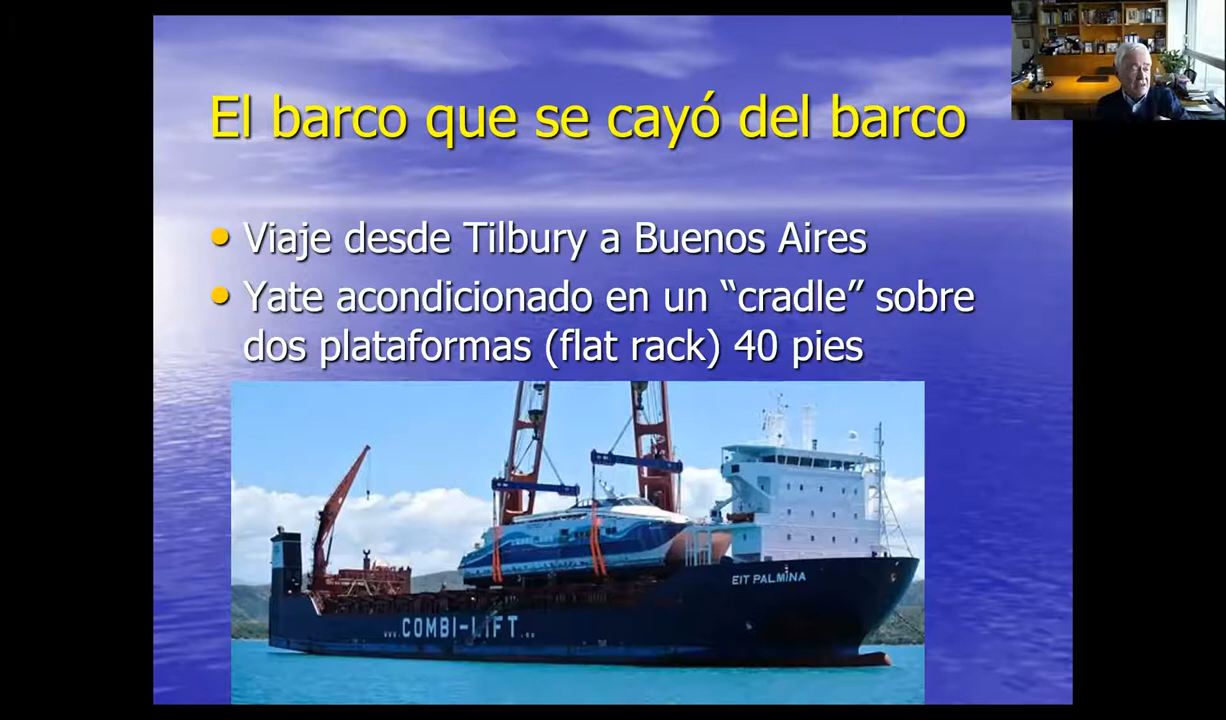 El barco que se cayó del barco
• Viaje desde Tilbury a Buenos Aires
• Yate acondicionado en un “cradle” sobre
dos plataformas (flat rack) 40 pies
EIT PALMINA
...COMBI-LIFT...